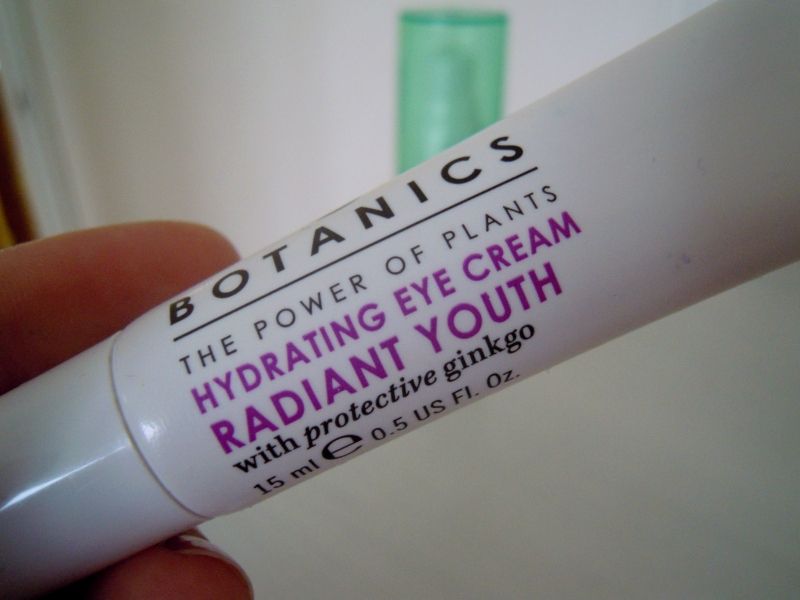 BOTANICS
THE POWER OF PLANTS
HYDRATING EYE CREAM
RADIANT YOUTH
with protective ginkgo
15 ml ℮ 0.5 US Fl. Oz.